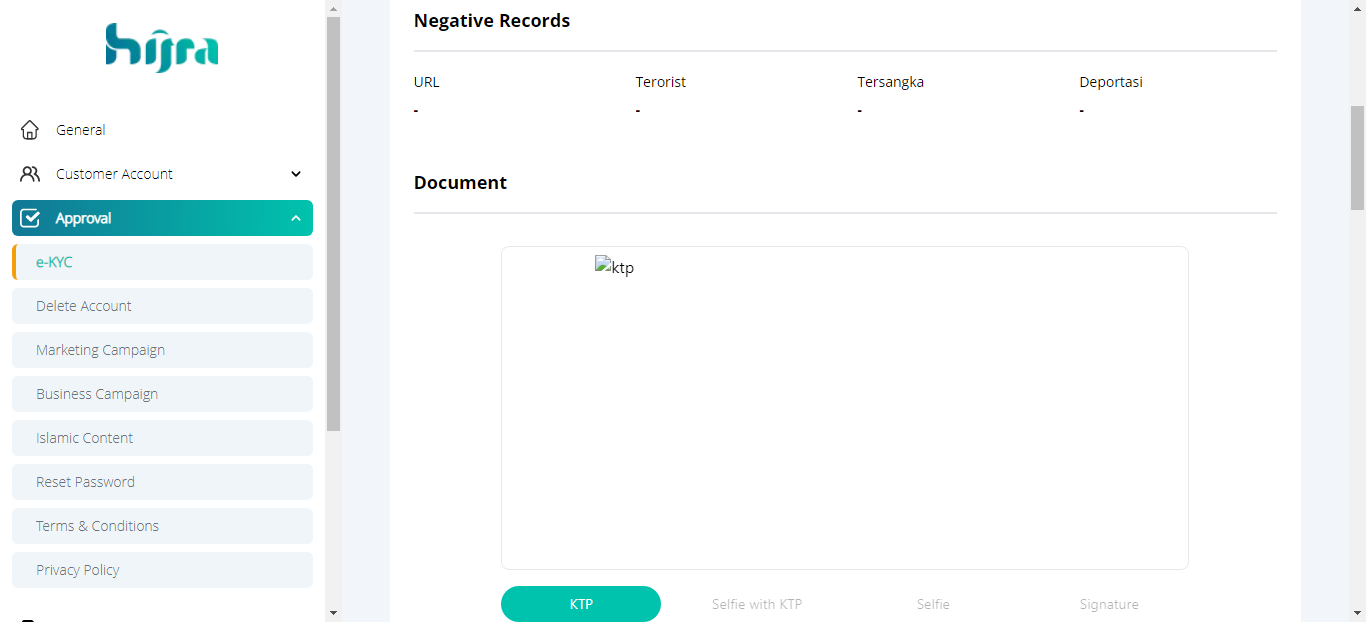 hijra
General
Customer Account
Approval
e-KYC
Delete Account
Marketing Campaign
Business Campaign
Islamic Content
Reset Password
Terms & Conditions
Privacy Policy
Negative Records
URL Terorist Tersangka Deportasi
- - - -
Document
ktp
KTP Selfie with KTP Selfie Signature